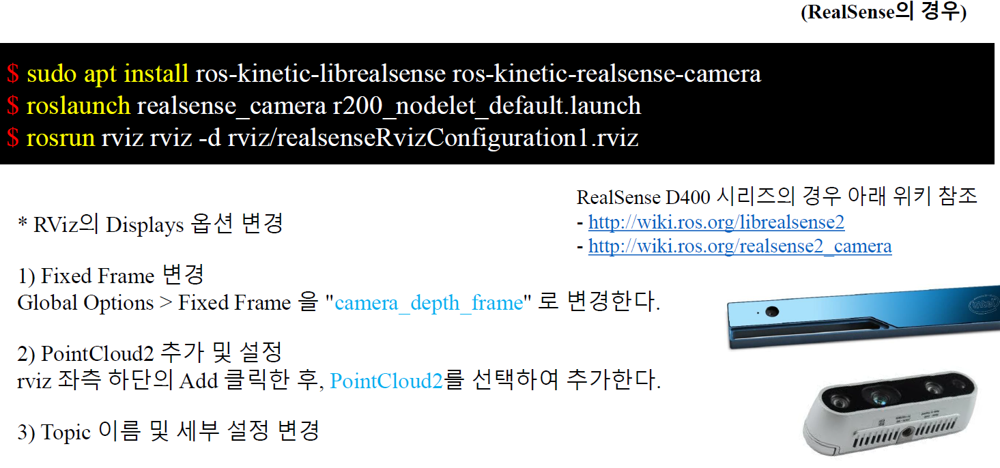 (RealSense의 경우)
$ sudo apt install ros-kinetic-librealsense ros-kinetic-realsense-camera
$ roslaunch realsense_camera r200_nodelet_default.launch
$ rosrun rviz rviz -d rviz/realsenseRvizConfiguration1.rviz
RealSense D400 시리즈의 경우 아래 위키 참조
- http://wiki.ros.org/librealsense2
- http://wiki.ros.org/realsense2_camera
* RViz의 Displays 옵션 변경
1) Fixed Frame 변경
Global Options > Fixed Frame 을 "camera_depth_frame" 로 변경한다.
2) PointCloud2 추가 및 설정
rviz 좌측 하단의 Add 클릭한 후, PointCloud2를 선택하여 추가한다.
3) Topic 이름 및 세부 설정 변경
intel